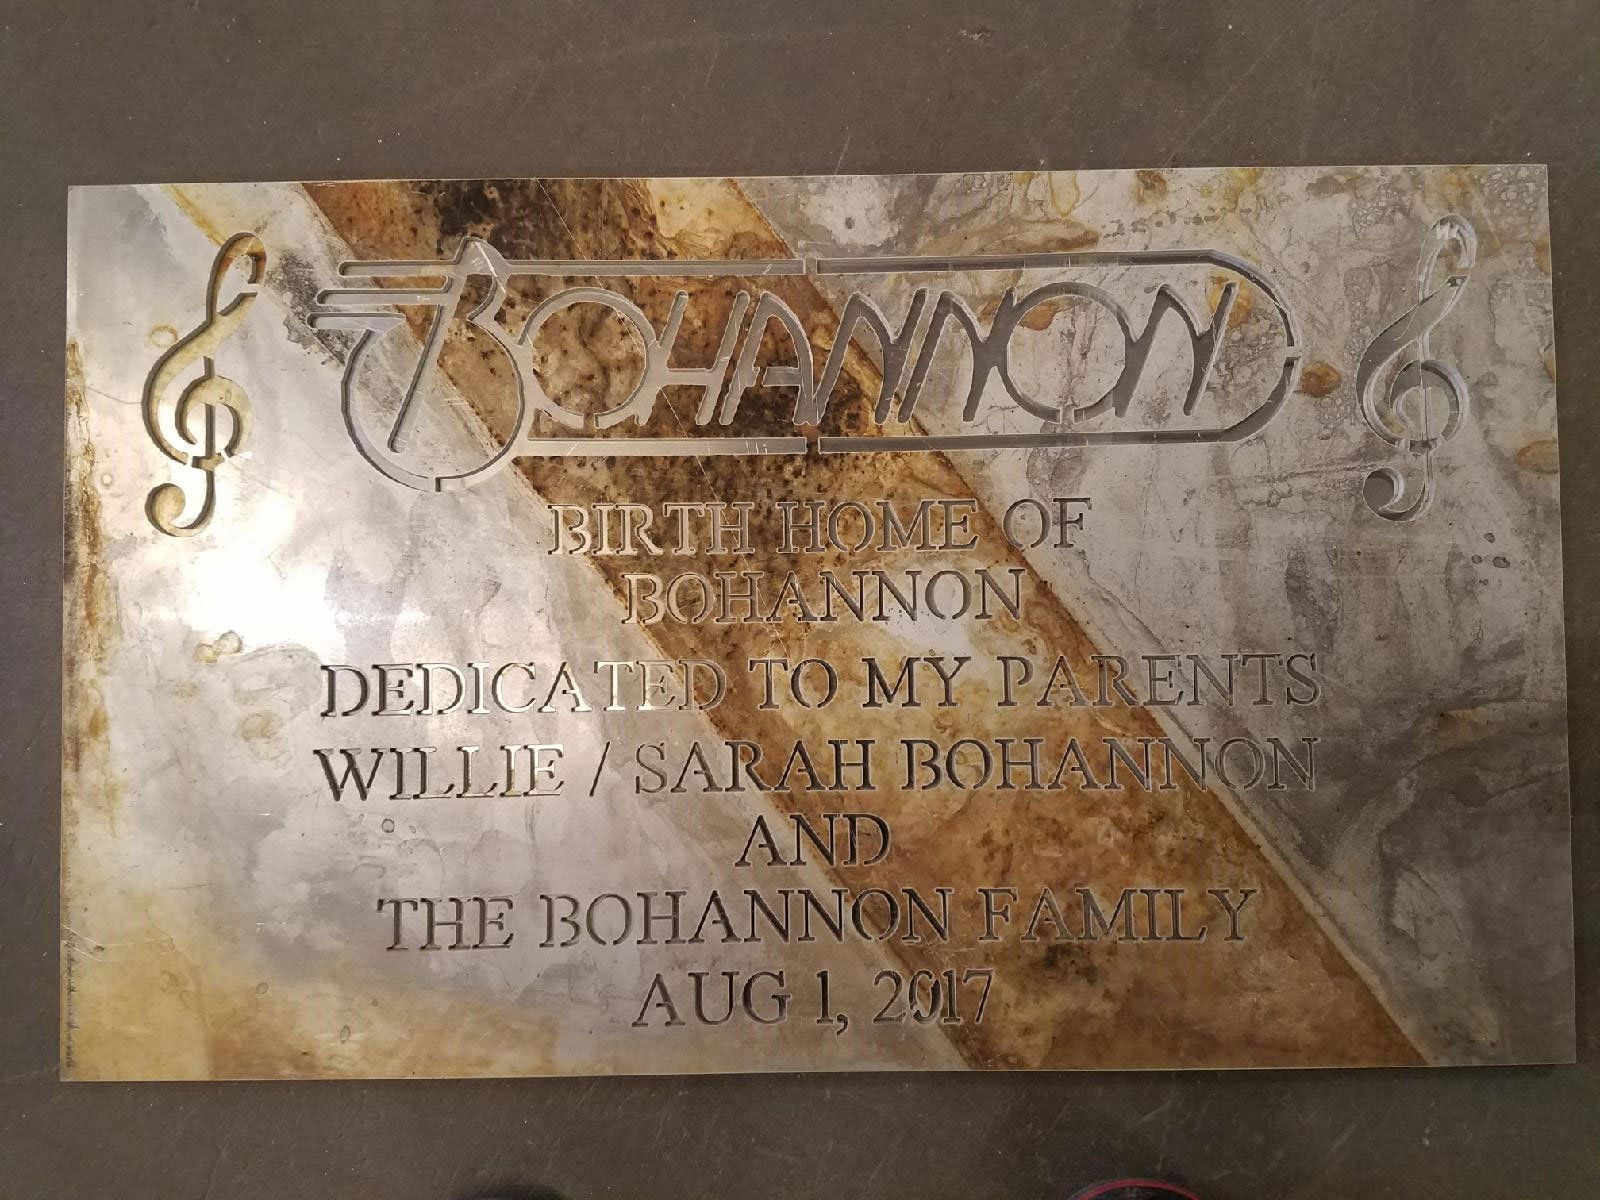 BOHANNON
BIRTH HOME OF
BOHANNON
DEDICATED TO MY PARENTS
WILLIE / SARAH BOHANNON
AND
THE BOHANNON FAMILY
AUG 1, 2017